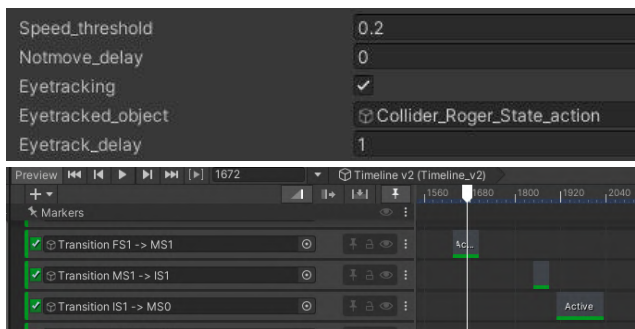 Speed_threshold 0.2
Notmove_delay 0
Eyetracking
Eyetracked_object Collider_Roger_State_action
Eyetrack_delay 1
Preview 1672 Timeline v2 (Timeline_v2)
1560 1680 1800 1920 2040
Markers
Transition FS1 -> MS1 Ac...
Transition MS1 -> IS1
Transition IS1 -> MS0 Active